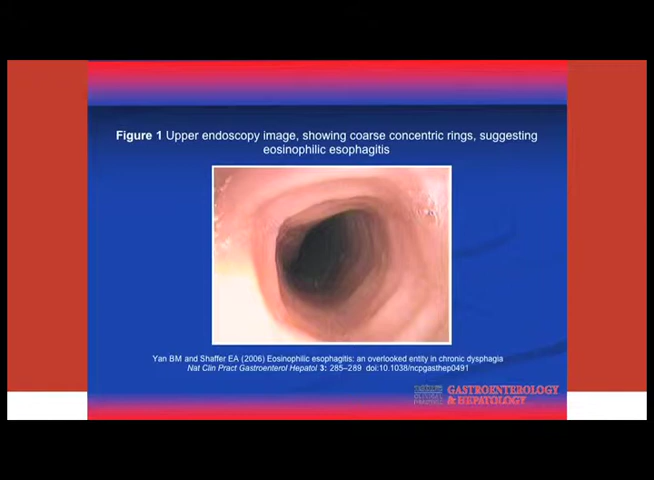 Figure 1 Upper endoscopy image, showing coarse concentric rings, suggesting
eosinophilic esophagitis
Yan BM and Shaffer EA (2006) Eosinophilic esophagitis: an overlooked entity in chronic dysphagia
Nat Clin Pract Gastroenterol Hepatol 3: 285–289 doi:10.1038/ncpgasthep0491
GASTROENTEROLOGY
& HEPATOLOGY